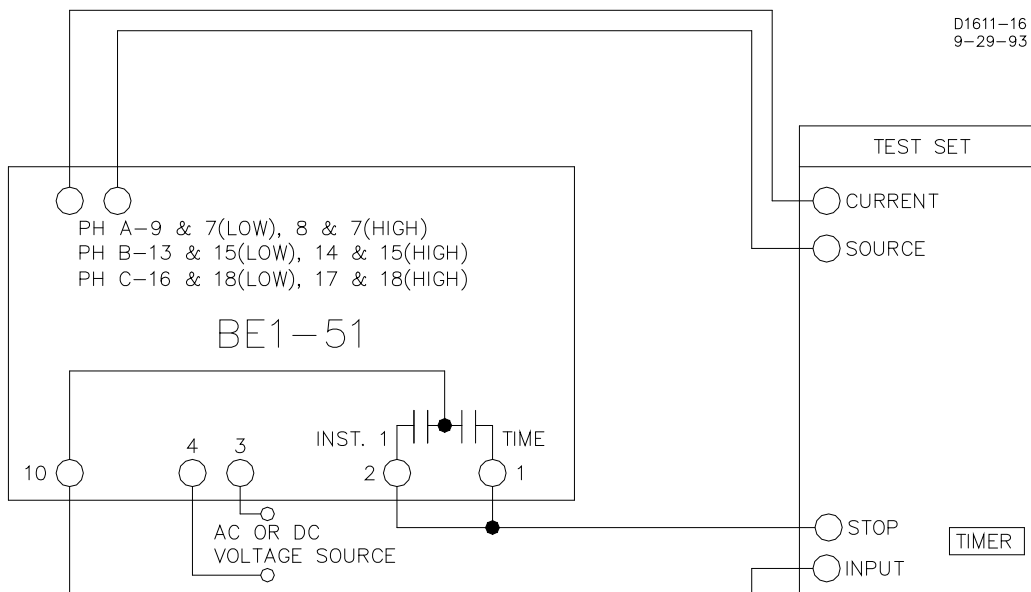 D1611-16
9-29-93
TEST SET
CURRENT
SOURCE
PH A-9 & 7(LOW), 8 & 7(HIGH)
PH B-13 & 15(LOW), 14 & 15(HIGH)
PH C-16 & 18(LOW), 17 & 18(HIGH)
BE1-51
INST. 1
TIME
10
4
3
2
1
AC OR DC
VOLTAGE SOURCE
STOP
TIMER
INPUT